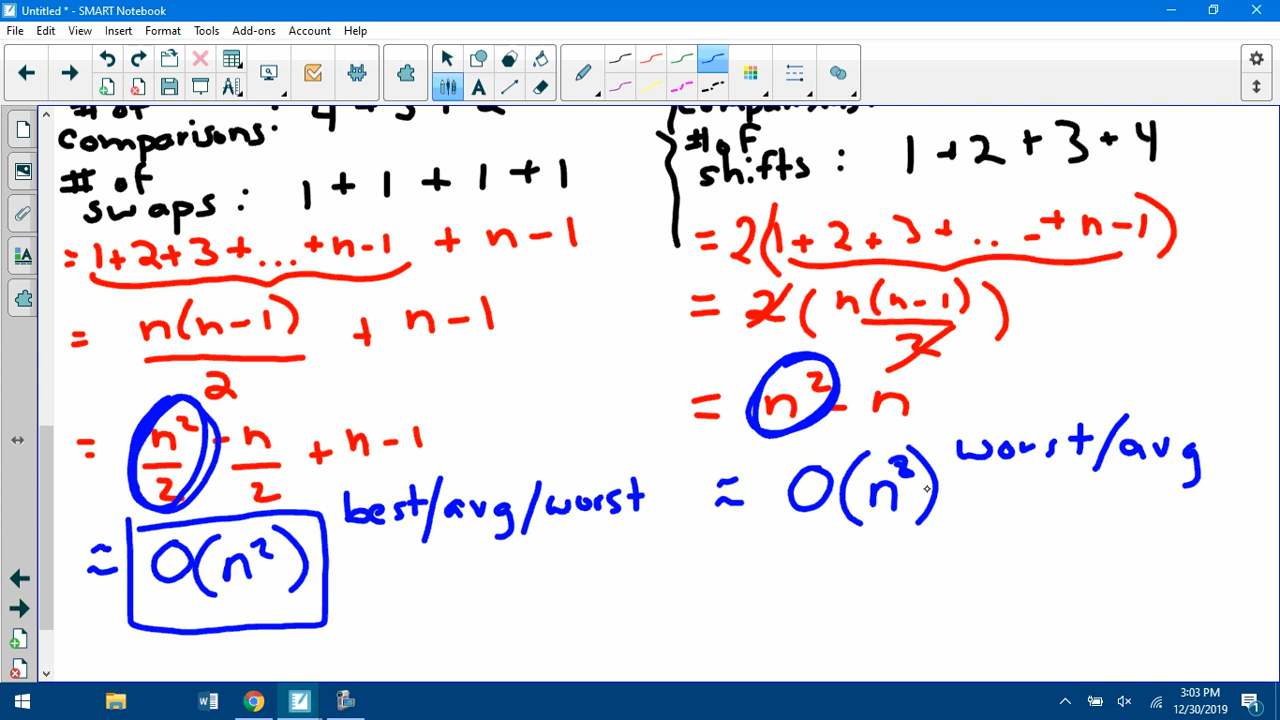 Untitled * - SMART Notebook
File Edit View Insert Format Tools Add-ons Account Help
# of
comparisons:
# of
swaps : 1 + 1 + 1 + 1
= 1+2+3+...+n-1 + n-1
= n(n-1)/2 + n-1
= n²/2 - n/2 + n-1
best/avg/worst
≈ O(n²)
# of
shifts : 1 + 2 + 3 + 4
= 2(1+2+3+...+n-1)
= 2(n(n-1)/2)
= n² - n
worst/avg
≈ O(n²)
3:03 PM
12/30/2019